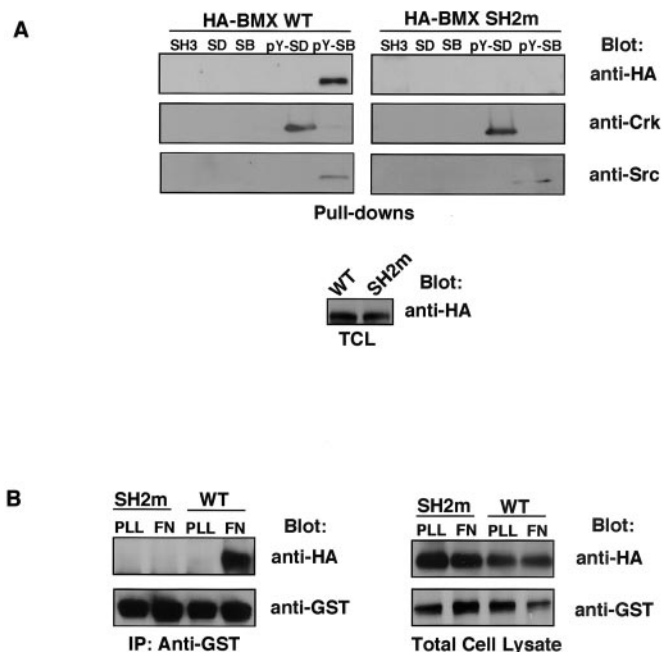 A
HA-BMX WT HA-BMX SH2m
SH3 SD SB pY-SD pY-SB SH3 SD SB pY-SD pY-SB Blot:
anti-HA
anti-Crk
anti-Src
Pull-downs
WT SH2m Blot:
anti-HA
TCL
B
SH2m WT SH2m WT
PLL FN PLL FN Blot: PLL FN PLL FN Blot:
anti-HA anti-HA
anti-GST anti-GST
IP: Anti-GST Total Cell Lysate